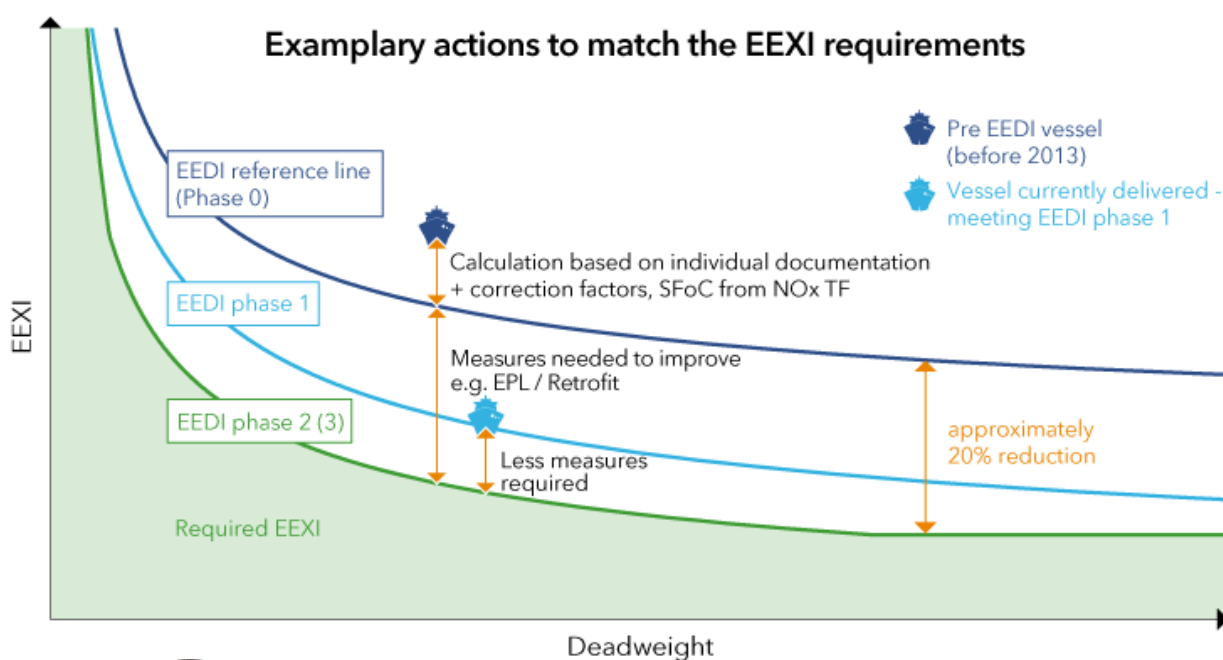 Examplary actions to match the EEXI requirements
Pre EEDI vessel
(before 2013)
Vessel currently delivered -
meeting EEDI phase 1
EEDI reference line
(Phase 0)
Calculation based on individual documentation
+ correction factors, SFoC from NOx TF
EEDI phase 1
EEXI
Measures needed to improve
e.g. EPL / Retrofit
EEDI phase 2 (3)
approximately
20% reduction
Less measures
required
Required EEXI
Deadweight